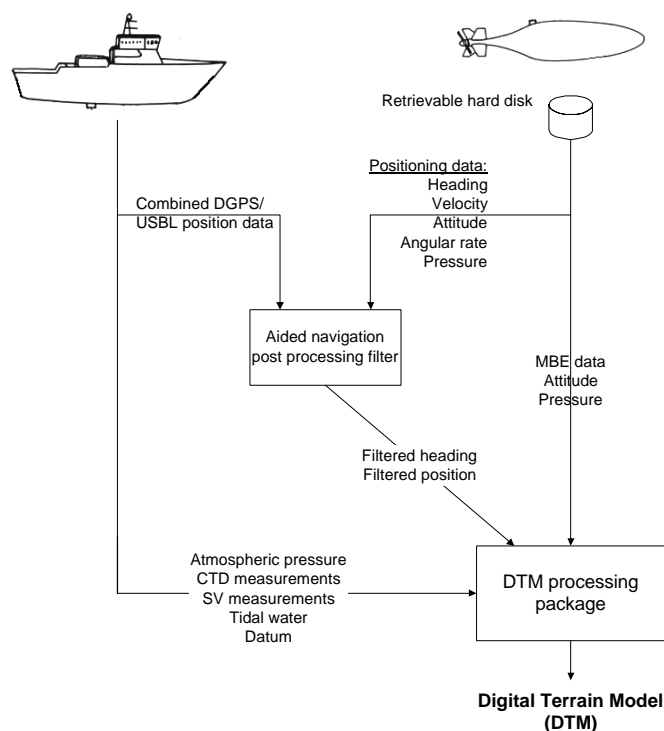 Retrievable hard disk
Positioning data:
Heading
Velocity
Attitude
Angular rate
Pressure
Combined DGPS/
USBL position data
Aided navigation
post processing filter
MBE data
Attitude
Pressure
Filtered heading
Filtered position
Atmospheric pressure
CTD measurements
SV measurements
Tidal water
Datum
DTM processing
package
Digital Terrain Model
(DTM)